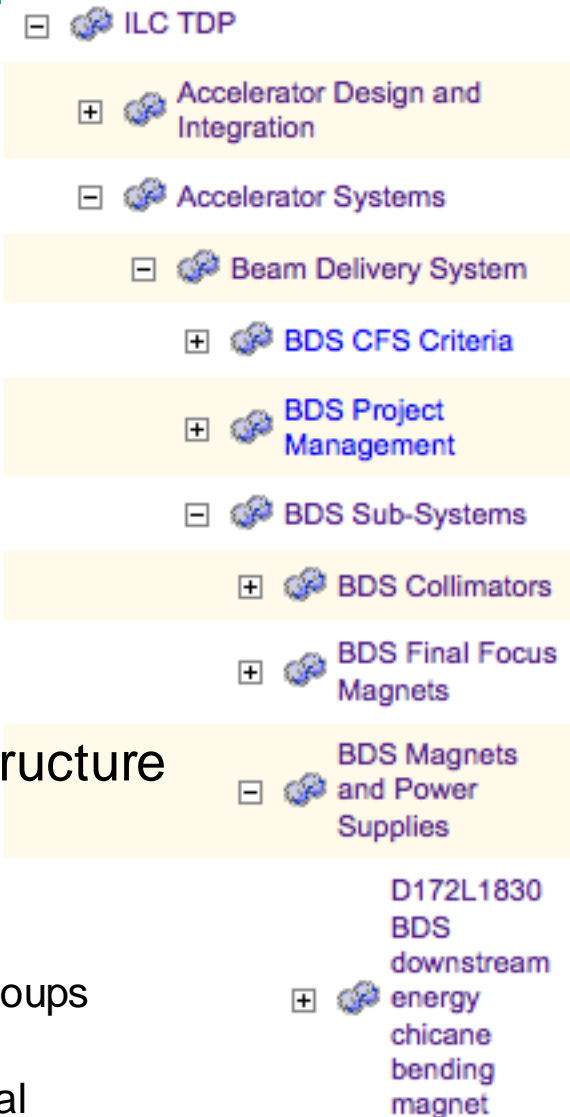 ILC TDP
Accelerator Design and
Integration
Accelerator Systems
Beam Delivery System
BDS CFS Criteria
BDS Project
Management
BDS Sub-Systems
BDS Collimators
BDS Final Focus
Magnets
ructure
BDS Magnets
and Power
Supplies
D172L1830
BDS
downstream
oups
energy
chicane
bending
al
magnet